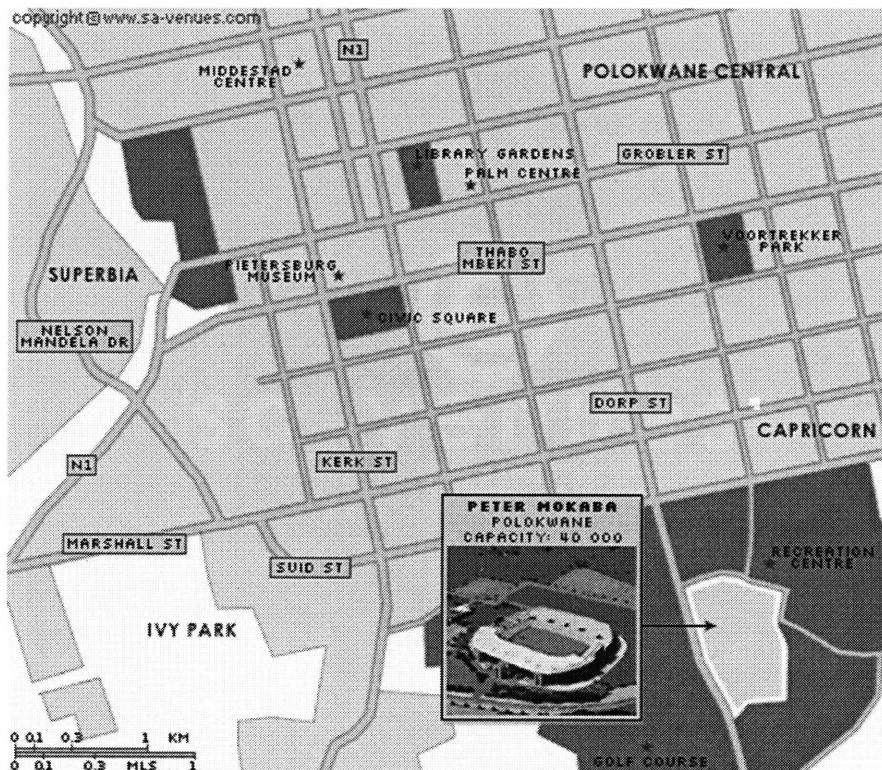 copyright@www.sa-venues.com
N1
MIDDESTAD
CENTRE
POLOKWANE CENTRAL
LIBRARY GARDENS
PALM CENTRE
GROBLER ST
VOORTREKKER
PARK
THABO
MBEKI ST
SUPERBIA
PIETERSBURG
MUSEUM
CIVIC SQUARE
NELSON
MANDELA DR
DORP ST
CAPRICORN
N1
KERK ST
PETER MOKABA
POLOKWANE
CAPACITY: 40 000
MARSHALL ST
SUID ST
RECREATION
CENTRE
IVY PARK
0 0.1 0.3 1 KM
0 0.1 0.3 MLS 1
GOLF COURSE